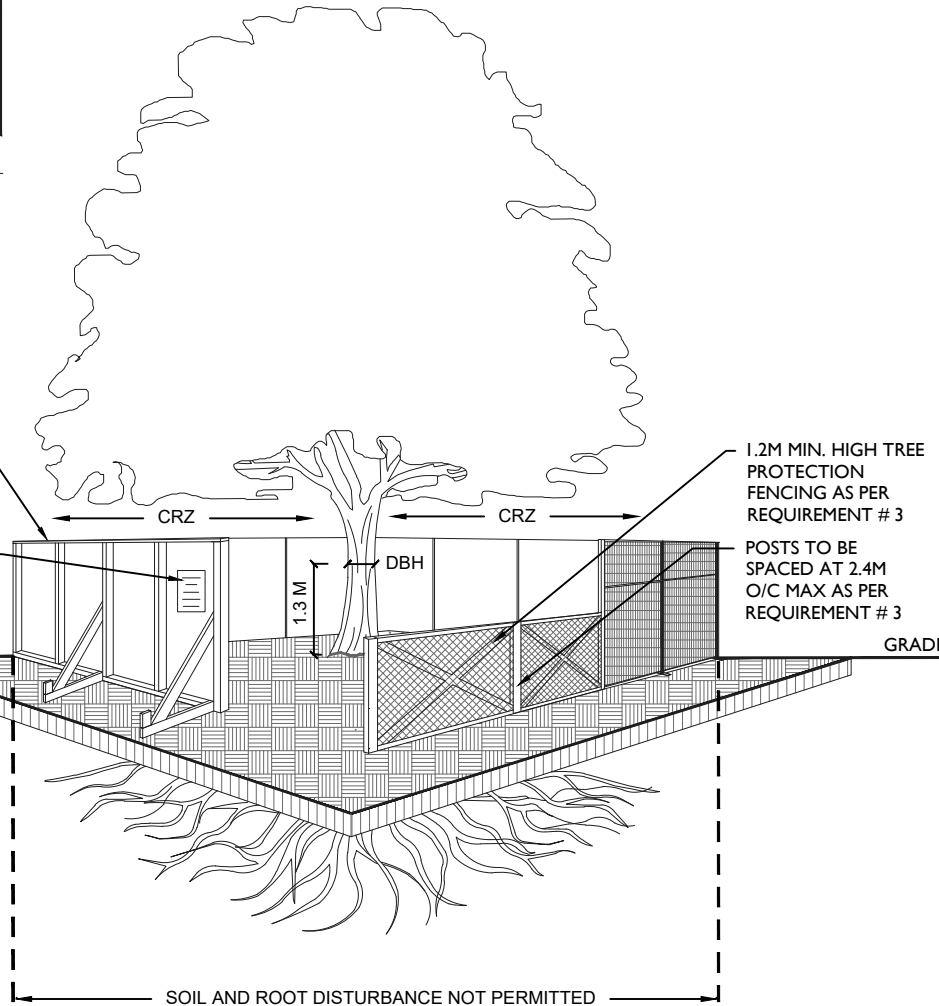 1.2M MIN. HIGH TREE
PROTECTION
FENCING AS PER
REQUIREMENT # 3
CRZ
CRZ
POSTS TO BE
SPACED AT 2.4M
O/C MAX AS PER
REQUIREMENT # 3
DBH
1.3 M
GRADE
SOIL AND ROOT DISTURBANCE NOT PERMITTED